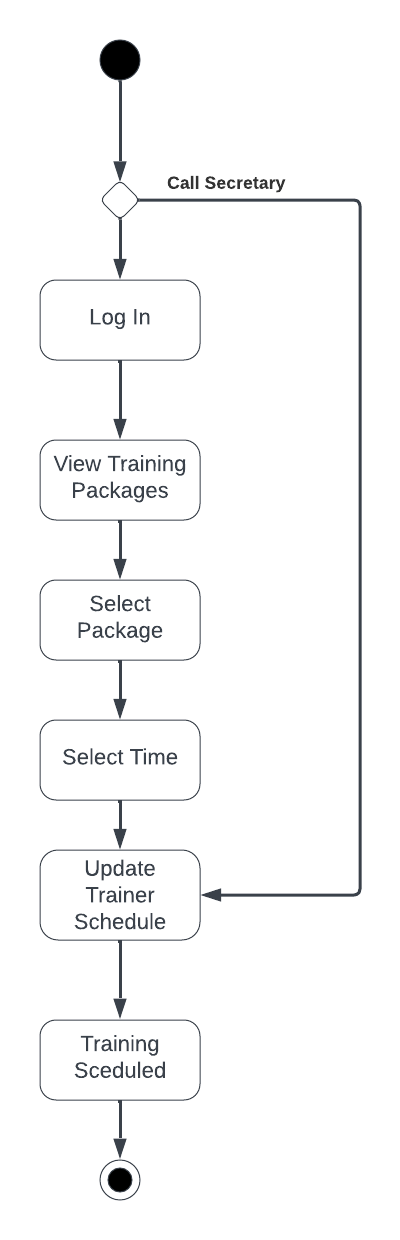 Call Secretary
Log In
View Training
Packages
Select
Package
Select Time
Update
Trainer
Schedule
Training
Sceduled